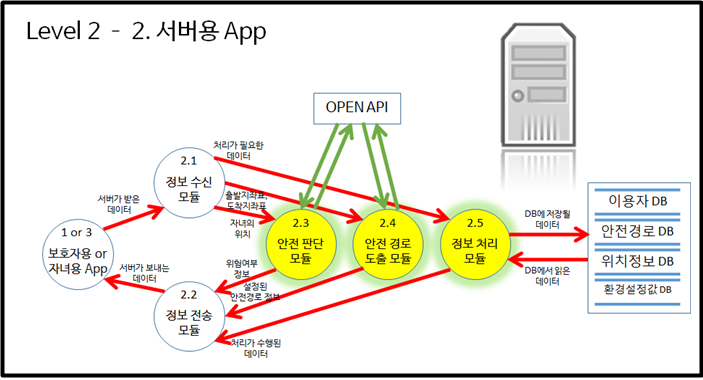 Level 2 - 2. 서버용 App
OPEN API
처리가 필요한
데이터
2.1
정보 수신
모듈
서버가 받은
데이터
출발지좌표,
도착지좌표
자녀의
위치
1 or 3
보호자용 or
자녀용 App
2.3
안전 판단
모듈
2.4
안전 경로
도출 모듈
2.5
정보 처리
모듈
DB에 저장될
데이터
DB에서 읽은
데이터
이용자 DB
안전경로 DB
위치정보 DB
환경설정값 DB
서버가 보내는
데이터
위험여부
정보
설정된
안전경로 정보
2.2
정보 전송
모듈
처리가 수행된
데이터